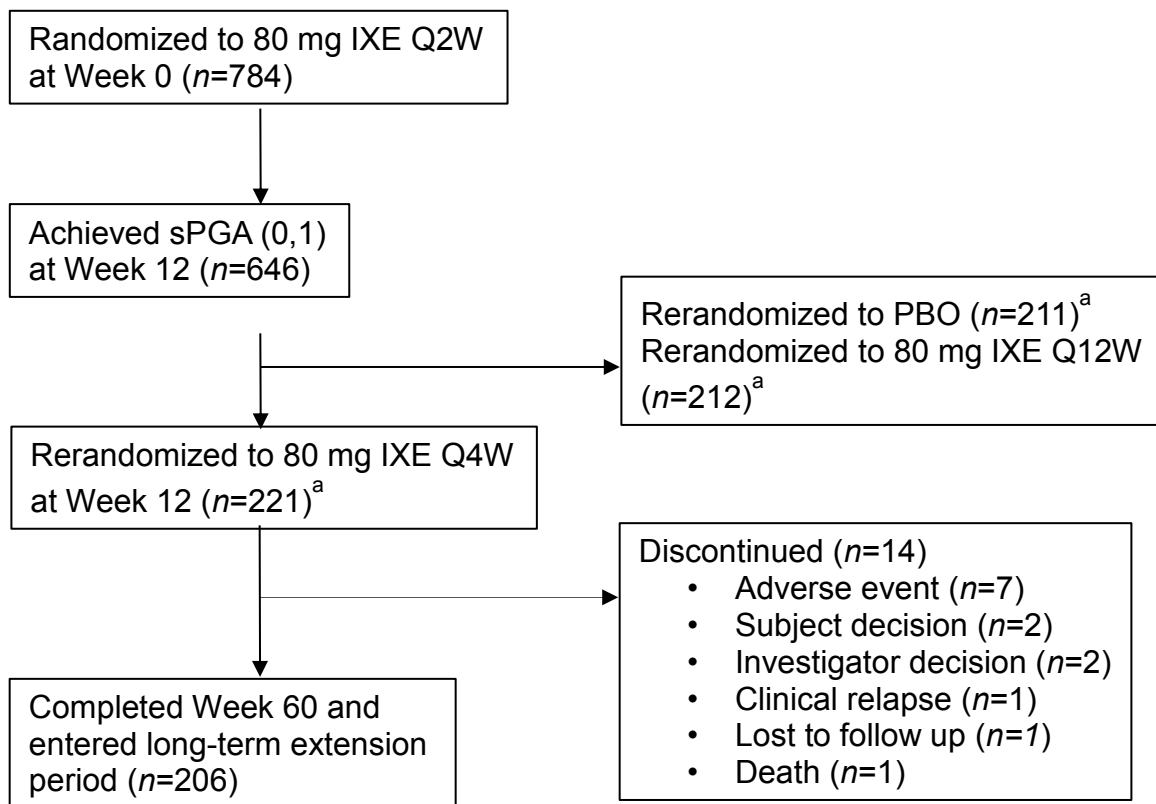 Randomized to 80 mg IXE Q2W
at Week 0 (n=784)
Achieved sPGA (0,1)
at Week 12 (n=646)
Rerandomized to PBO (n=211)a
Rerandomized to 80 mg IXE Q12W
(n=212)a
Rerandomized to 80 mg IXE Q4W
at Week 12 (n=221)a
Discontinued (n=14)
• Adverse event (n=7)
• Subject decision (n=2)
• Investigator decision (n=2)
• Clinical relapse (n=1)
• Lost to follow up (n=1)
• Death (n=1)
Completed Week 60 and
entered long-term extension
period (n=206)